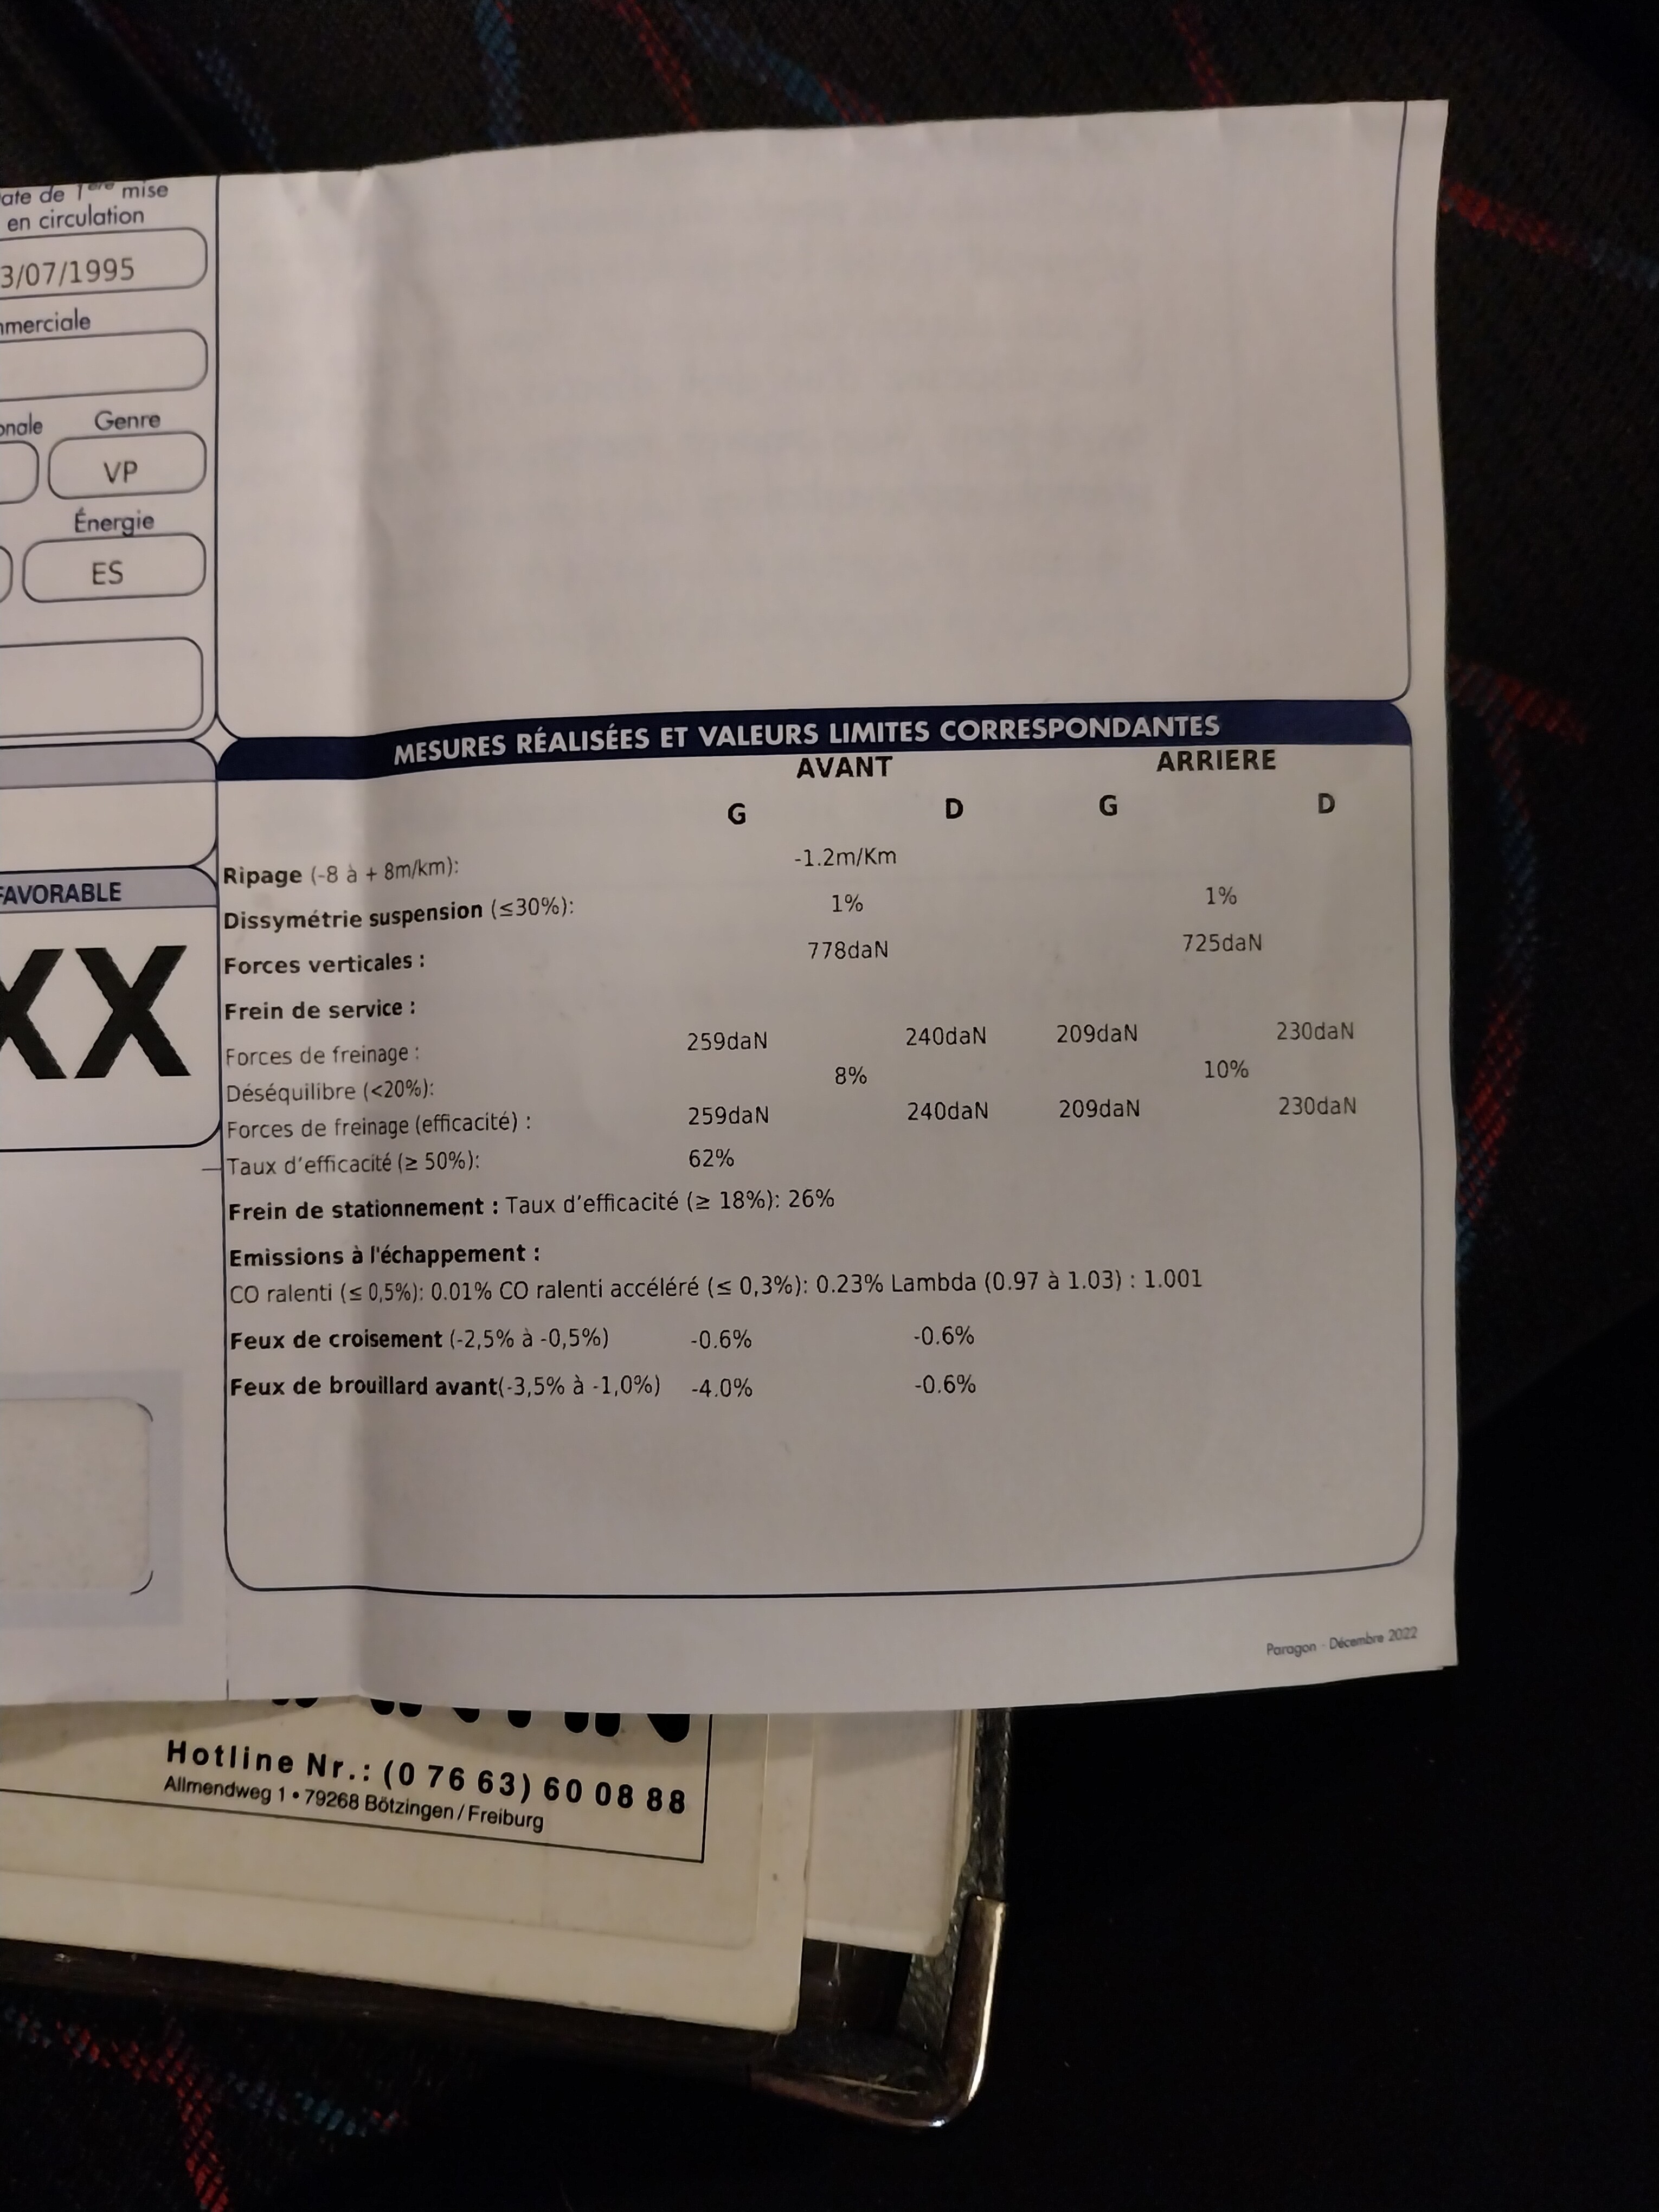 ate de 1ère mise
en circulation
3/07/1995
mmerciale
onale Genre
VP
Énergie
ES
FAVORABLE
XX
MESURES RÉALISÉES ET VALEURS LIMITES CORRESPONDANTES
AVANT ARRIERE
G D G D
Ripage (-8 à + 8m/km): -1.2m/Km
Dissymétrie suspension (≤30%): 1% 1%
Forces verticales : 778daN 725daN
Frein de service :
Forces de freinage : 259daN 240daN 209daN 230daN
Déséquilibre (<20%): 8% 10%
Forces de freinage (efficacité) : 259daN 240daN 209daN 230daN
Taux d'efficacité (≥ 50%): 62%
Frein de stationnement : Taux d'efficacité (≥ 18%): 26%
Emissions à l'échappement :
CO ralenti (≤ 0,5%): 0.01% CO ralenti accéléré (≤ 0,3%): 0.23% Lambda (0.97 à 1.03) : 1.001
Feux de croisement (-2,5% à -0,5%) -0.6% -0.6%
Feux de brouillard avant(-3,5% à -1,0%) -4.0% -0.6%
Paragon - Décembre 2022
Hotline Nr.: (0 76 63) 60 08 88
Allmendweg 1 • 79268 Bötzingen / Freiburg